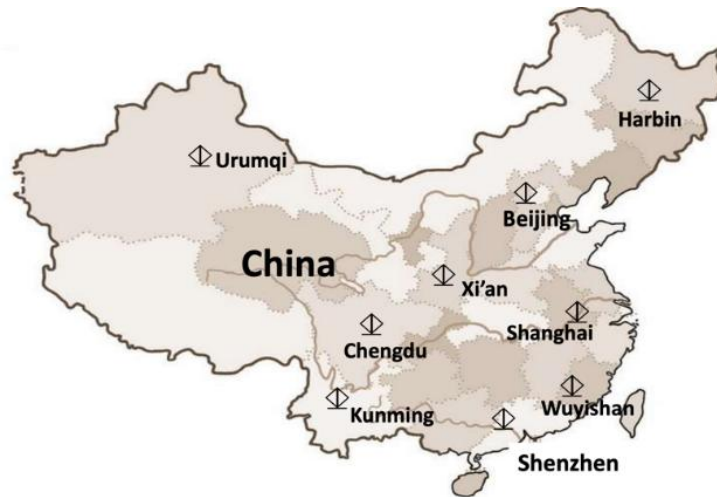 Harbin
Urumqi
Beijing
China
Xi'an
Shanghai
Chengdu
Kunming
Wuyishan
Shenzhen